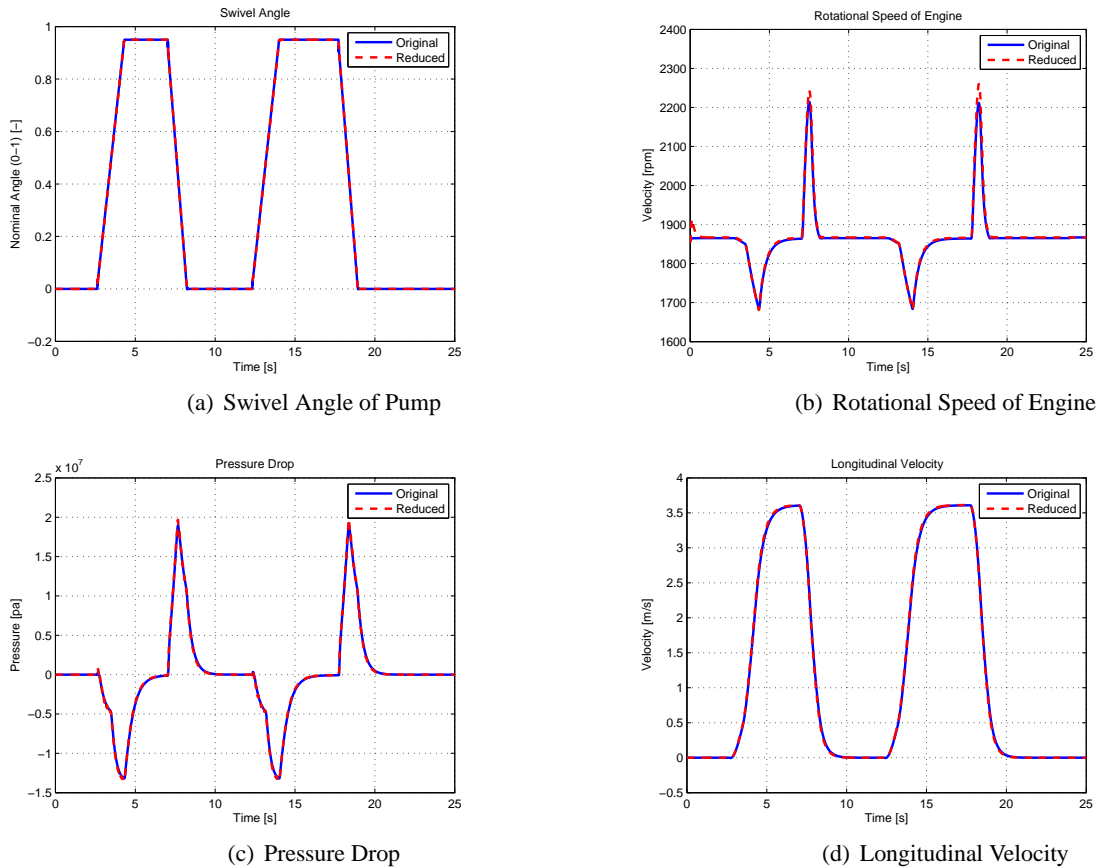 Swivel Angle
1
0.8
0.6
0.4
0.2
0
−0.2
Nominal Angle (0−1) [−]
Original
Reduced
0 5 10 15 20 25
Time [s]
(a) Swivel Angle of Pump
Rotational Speed of Engine
2400
2300
2200
2100
2000
1900
1800
1700
1600
Velocity [rpm]
Original
Reduced
0 5 10 15 20 25
Time [s]
(b) Rotational Speed of Engine
Pressure Drop
x 10^7
2.5
2
1.5
1
0.5
0
−0.5
−1
−1.5
Pressure [pa]
Original
Reduced
0 5 10 15 20 25
Time [s]
(c) Pressure Drop
Longitudinal Velocity
4
3.5
3
2.5
2
1.5
1
0.5
0
−0.5
Velocity [m/s]
Original
Reduced
0 5 10 15 20 25
Time [s]
(d) Longitudinal Velocity